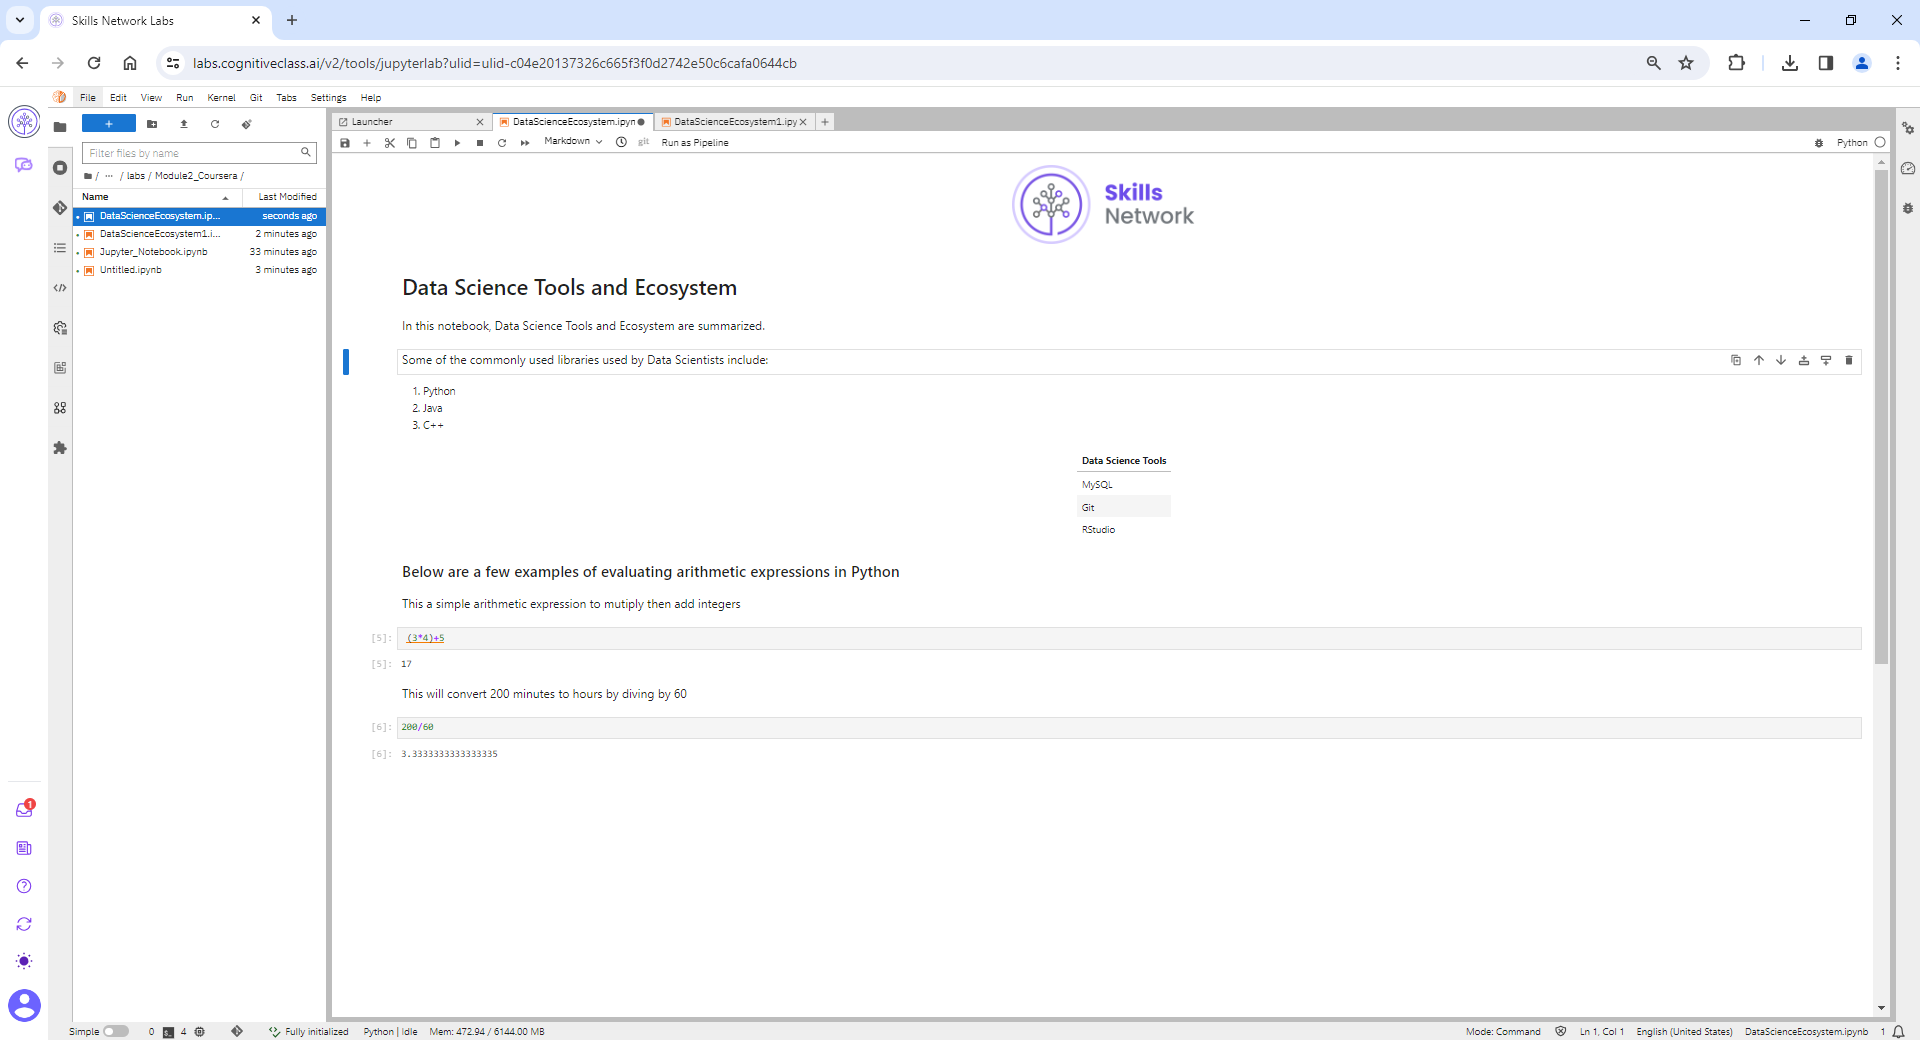 Skills Network Labs
labs.cognitiveclass.ai/v2/tools/jupyterlab?ulid=ulid-c04e20137326c665f3f0d2742e50c6cafa0644cb
File Edit View Run Kernel Git Tabs Settings Help
Launcher
DataScienceEcosystem.ipyn
DataScienceEcosystem1.ipy
Markdown
git
Run as Pipeline
Python
Filter files by name
/ ··· / labs / Module2_Coursera /
Name Last Modified
DataScienceEcosystem.ip... seconds ago
DataScienceEcosystem1.i... 2 minutes ago
Jupyter_Notebook.ipynb 33 minutes ago
Untitled.ipynb 3 minutes ago
Skills
Network
Data Science Tools and Ecosystem
In this notebook, Data Science Tools and Ecosystem are summarized.
Some of the commonly used libraries used by Data Scientists include:
1. Python
2. Java
3. C++
Data Science Tools
MySQL
Git
RStudio
Below are a few examples of evaluating arithmetic expressions in Python
This a simple arithmetic expression to mutiply then add integers
[5]: (3*4)+5
[5]: 17
This will convert 200 minutes to hours by diving by 60
[6]: 200/60
[6]: 3.3333333333333335
1
Simple 0 $_ 4 Fully initialized Python | Idle Mem: 472.94 / 6144.00 MB Mode: Command Ln 1, Col 1 English (United States) DataScienceEcosystem.ipynb 1